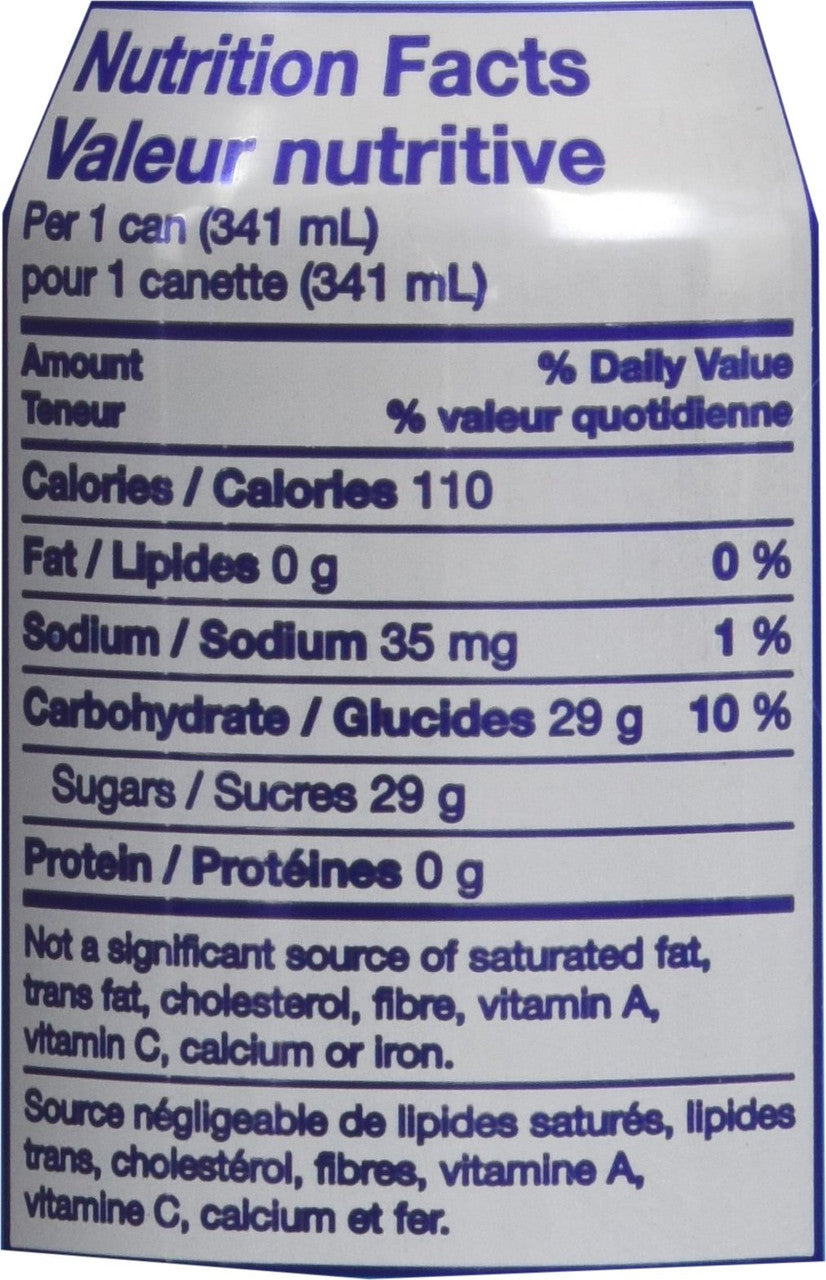 Nutrition Facts
Valeur nutritive
Per 1 can (341 mL)
pour 1 canette (341 mL)
Amount % Daily Value
Teneur % valeur quotidienne
Calories / Calories 110
Fat / Lipides 0 g 0 %
Sodium / Sodium 35 mg 1 %
Carbohydrate / Glucides 29 g 10 %
Sugars / Sucres 29 g
Protein / Protéines 0 g
Not a significant source of saturated fat,
trans fat, cholesterol, fibre, vitamin A,
vitamin C, calcium or iron.
Source négligeable de lipides saturés, lipides
trans, cholestérol, fibres, vitamine A,
vitamine C, calcium et fer.